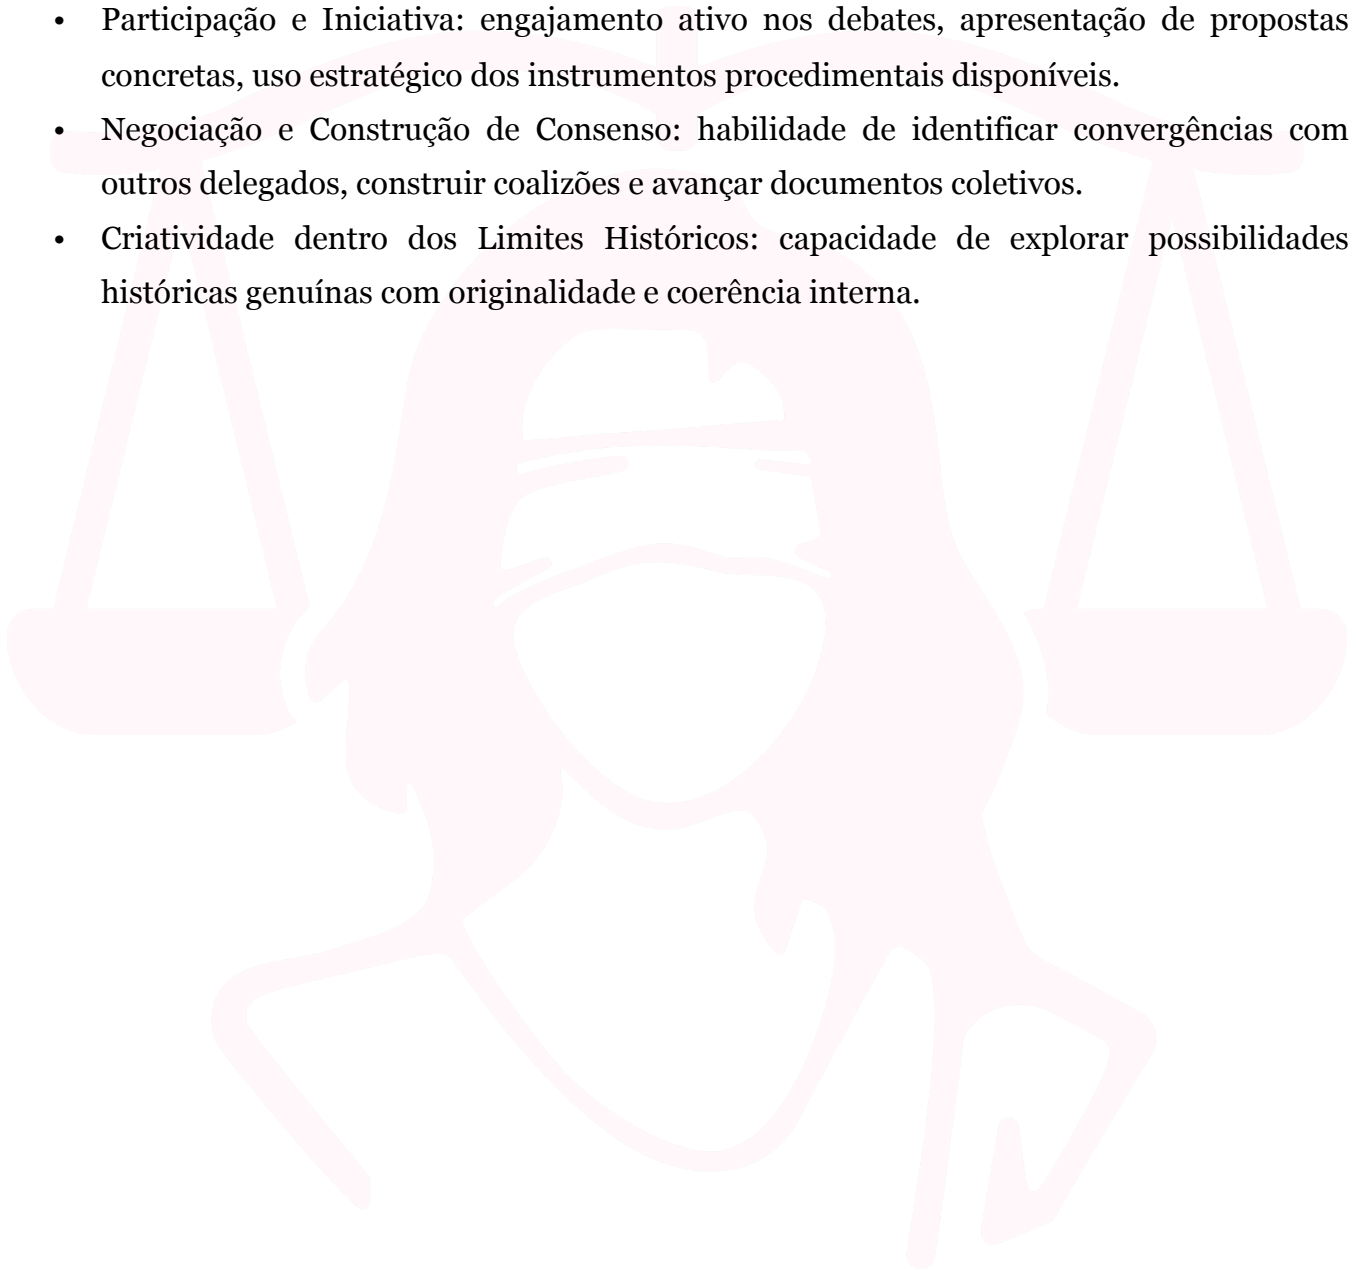 • Participação e Iniciativa: engajamento ativo nos debates, apresentação de propostas
concretas, uso estratégico dos instrumentos procedimentais disponíveis.
• Negociação e Construção de Consenso: habilidade de identificar convergências com
outros delegados, construir coalizões e avançar documentos coletivos.
• Criatividade dentro dos Limites Históricos: capacidade de explorar possibilidades
históricas genuínas com originalidade e coerência interna.